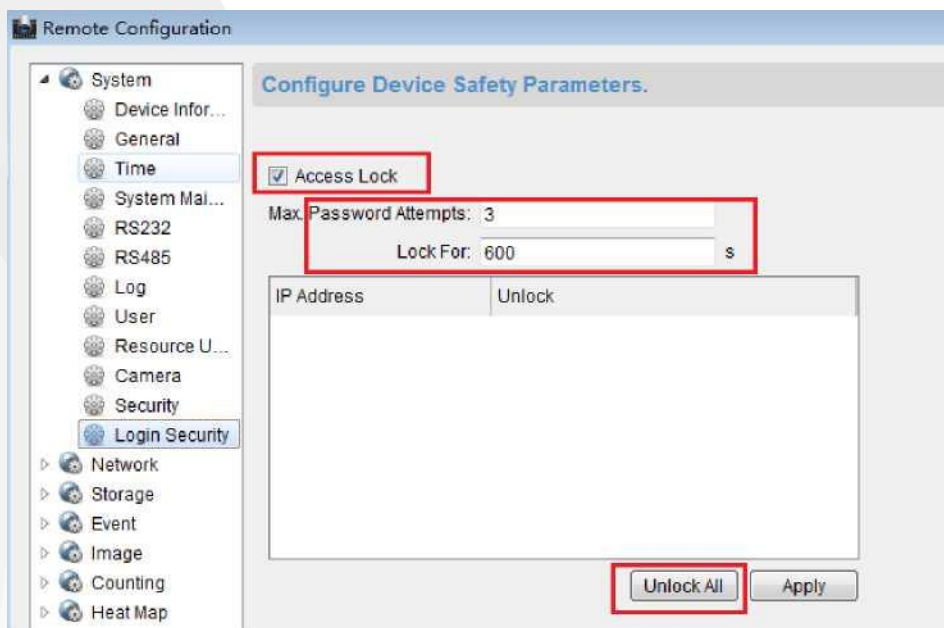 Remote Configuration
System
Device Infor...
General
Time
System Mai...
RS232
RS485
Log
User
Resource U...
Camera
Security
Login Security
Network
Storage
Event
Image
Counting
Heat Map
Configure Device Safety Parameters.
Access Lock
Max. Password Attempts: 3
Lock For: 600 s
IP Address Unlock
Unlock All Apply